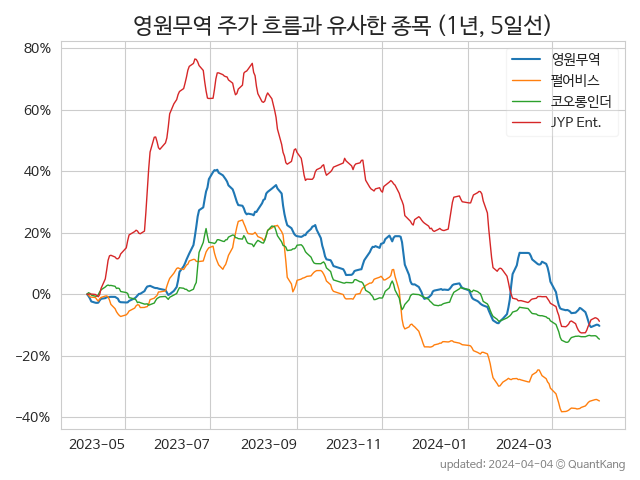 영원무역 주가 흐름과 유사한 종목 (1년, 5일선)
80%
60%
40%
20%
0%
−20%
−40%
영원무역
펄어비스
코오롱인더
JYP Ent.
2023−05
2023−07
2023−09
2023−11
2024−01
2024−03
updated: 2024-04-04 © QuantKang